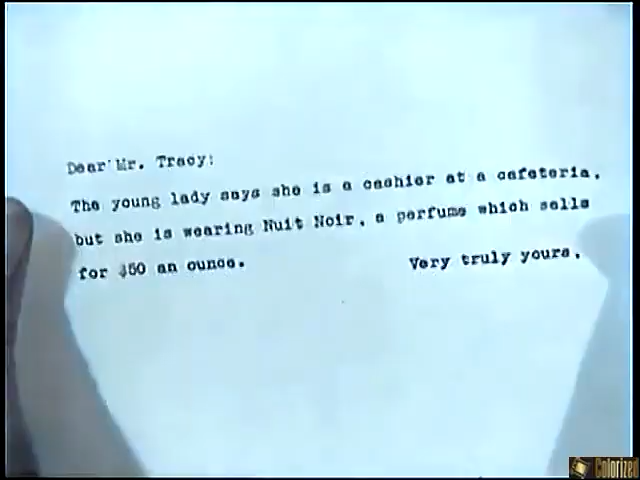 Dear Mr. Tracy:
The young lady says she is a cashier at a cafeteria,
but she is wearing Nuit Noir, a perfume which sells
for $50 an ounce.
Very truly yours,
Colorized